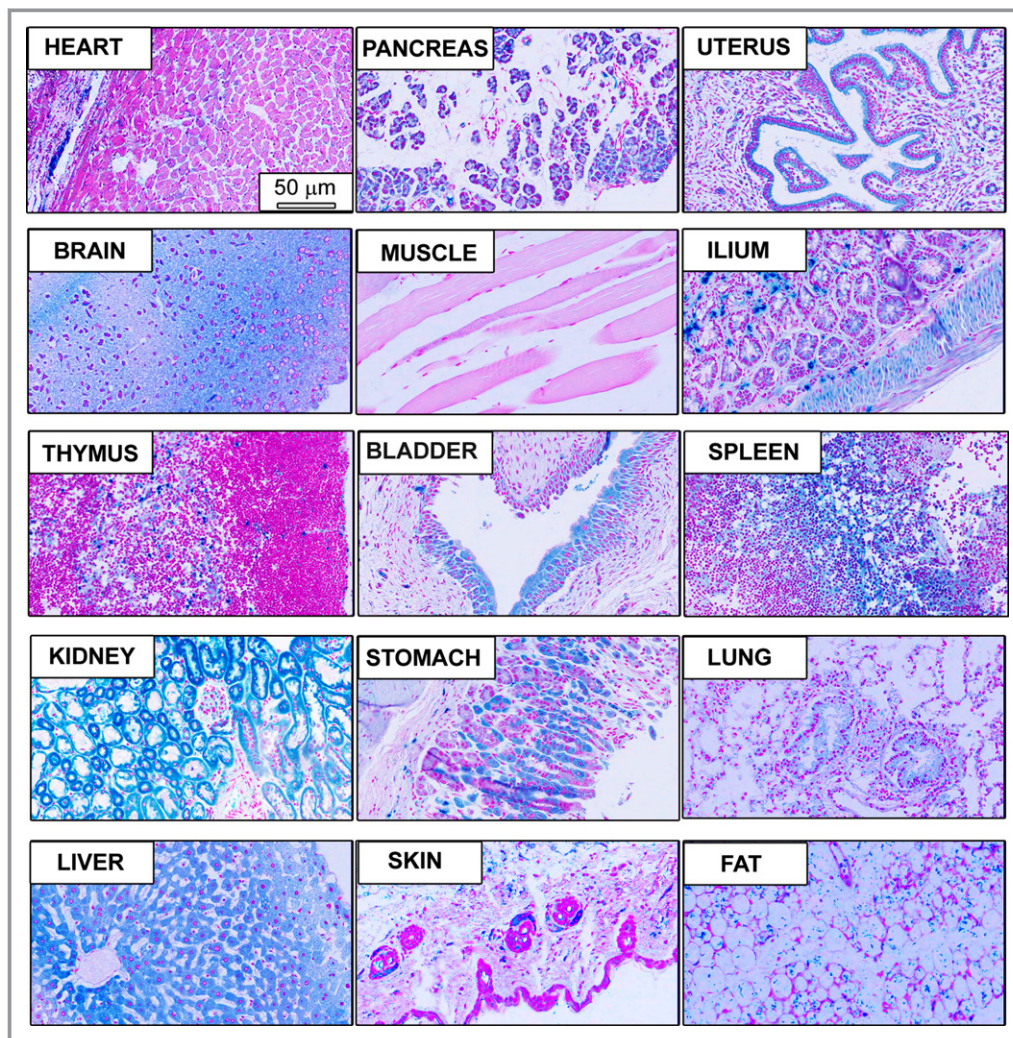 HEART
PANCREAS
UTERUS
50 μm
BRAIN
MUSCLE
ILIUM
THYMUS
BLADDER
SPLEEN
KIDNEY
STOMACH
LUNG
LIVER
SKIN
FAT